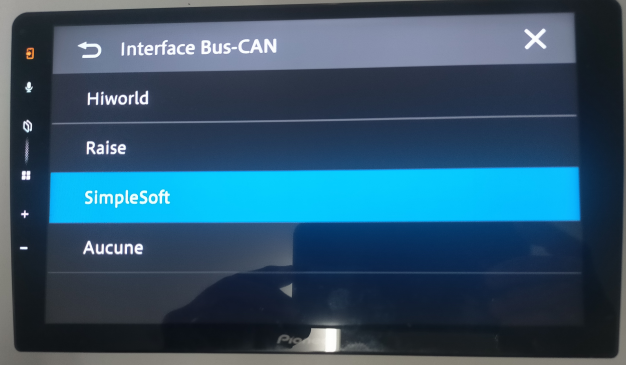 Interface Bus-CAN
Hiworld
Raise
SimpleSoft
Aucune